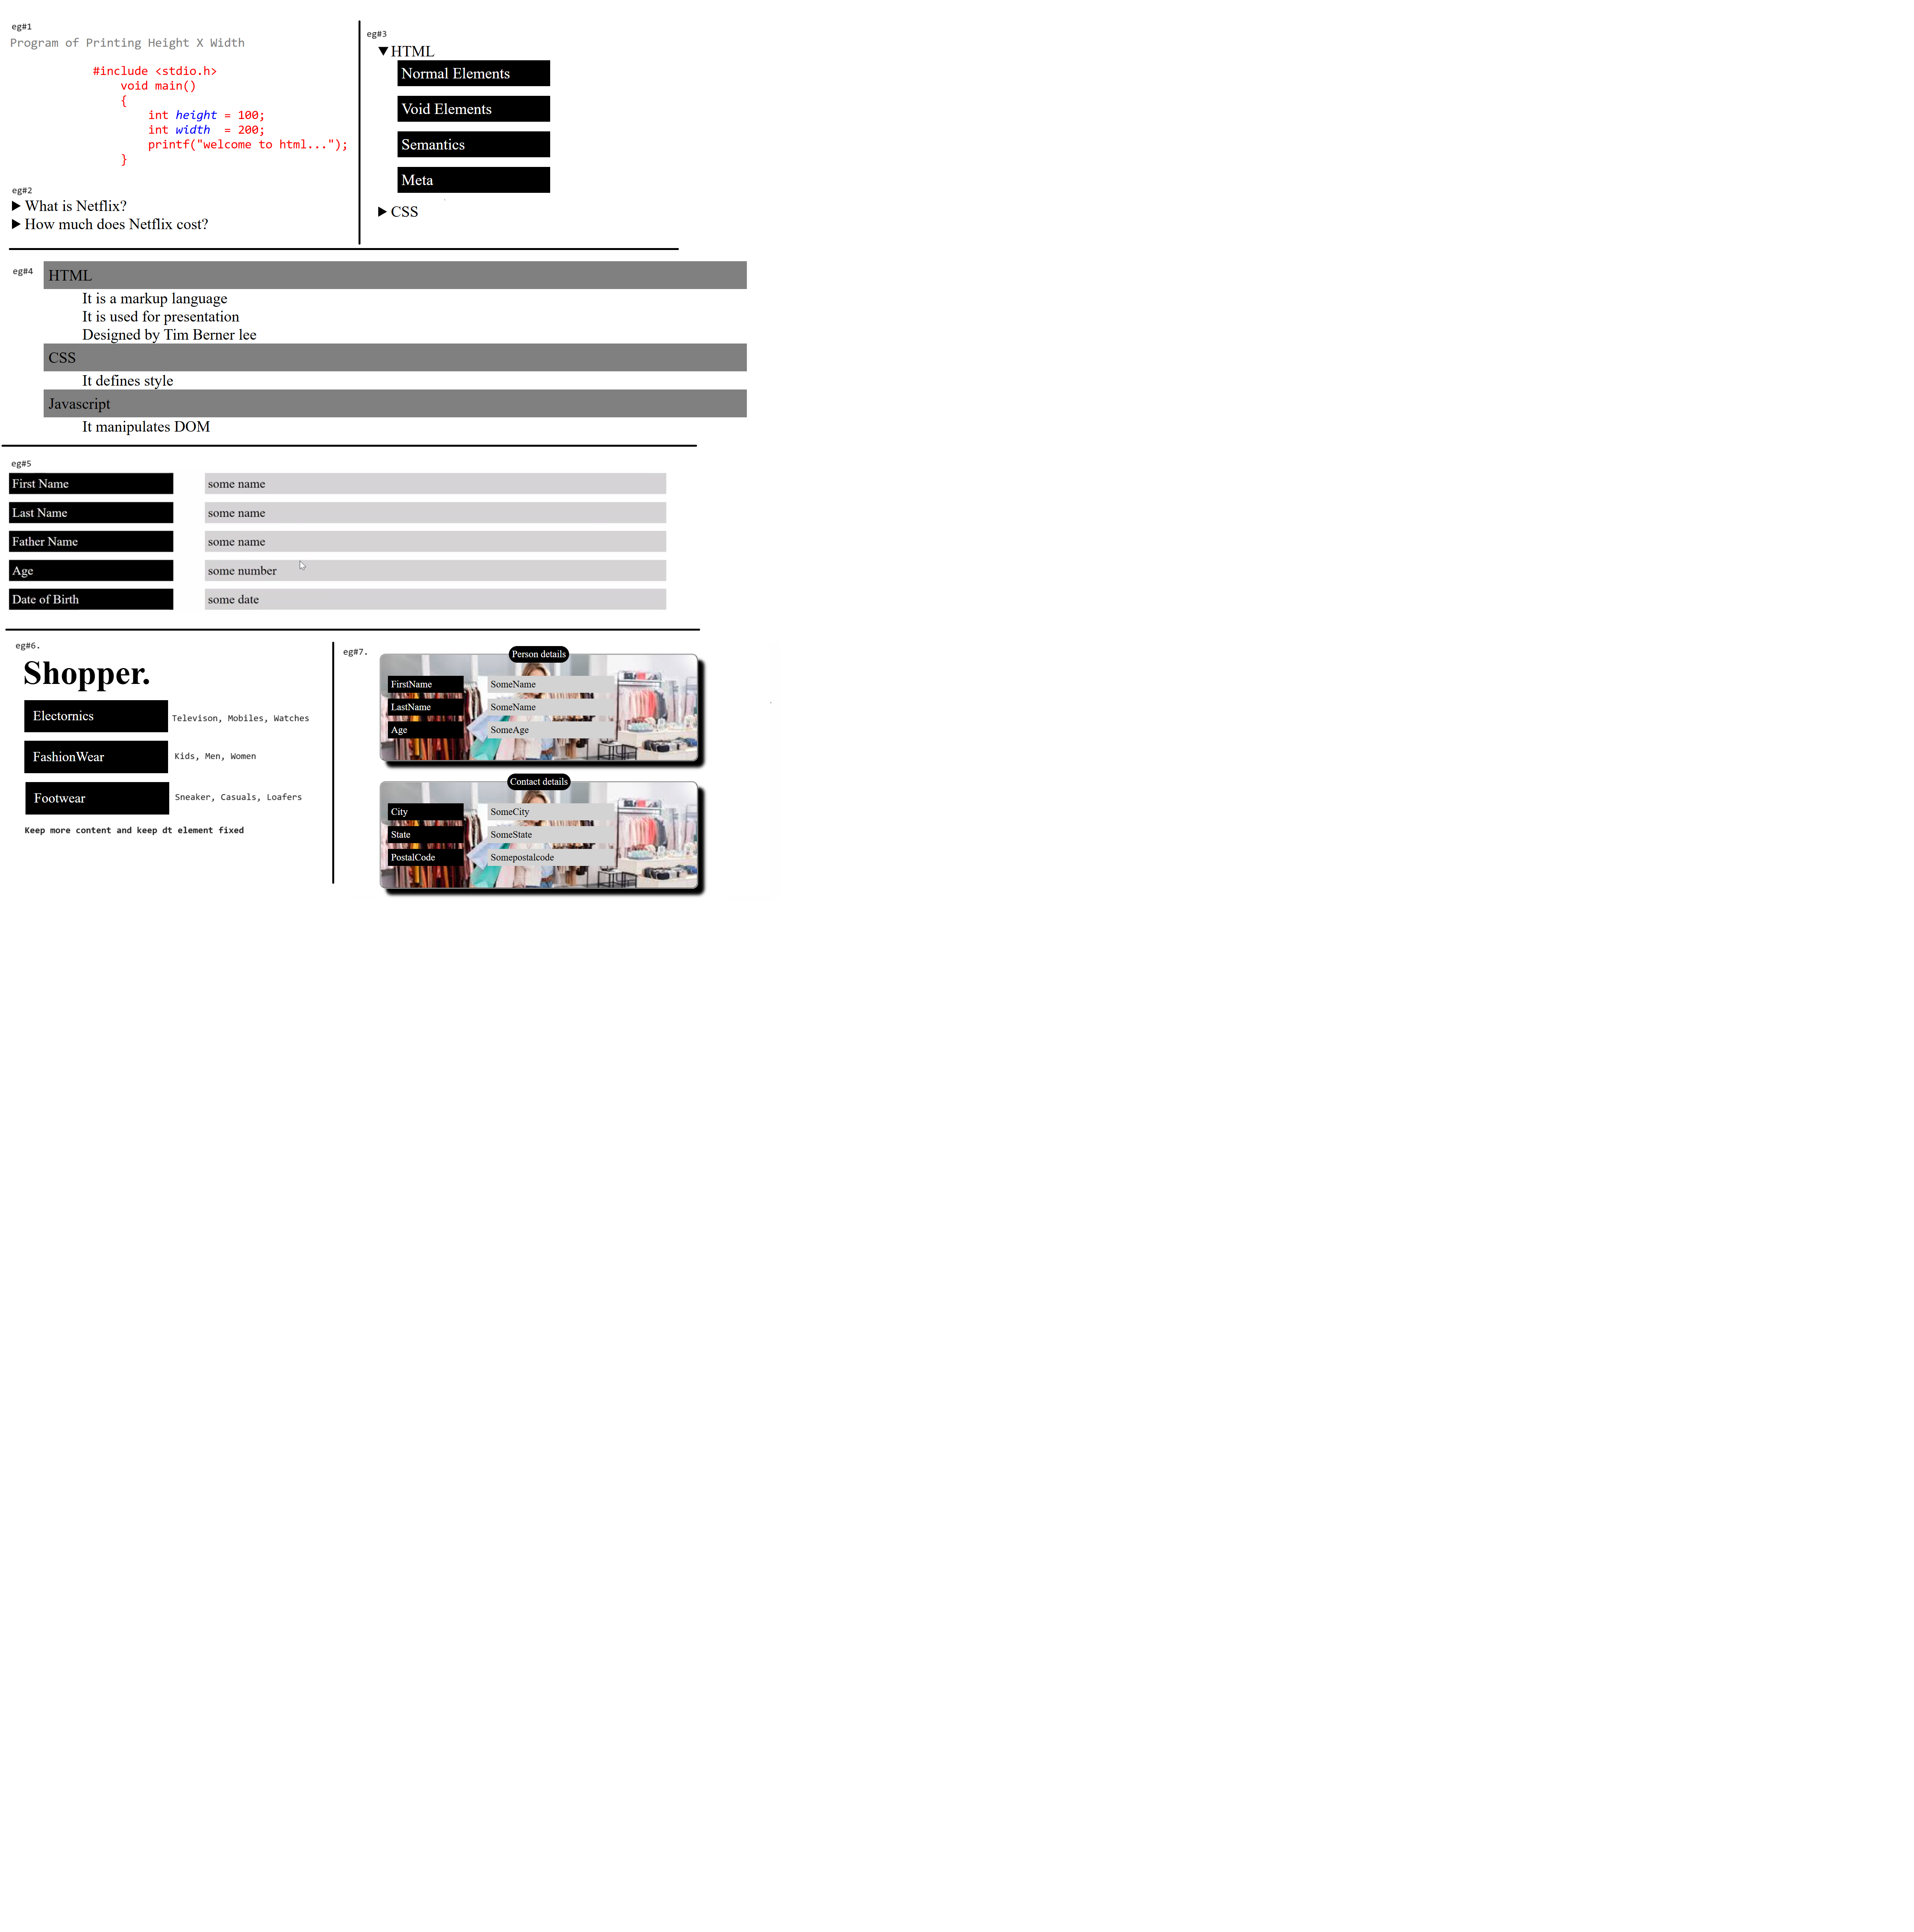 eg#1
Program of Printing Height X Width
#include <stdio.h>
void main()
{
int height = 100;
int width  = 200;
printf("welcome to html...");
}
eg#2
What is Netflix?
How much does Netflix cost?
eg#3
HTML
Normal Elements
Void Elements
Semantics
Meta
CSS
eg#4
HTML
It is a markup language
It is used for presentation
Designed by Tim Berner lee
CSS
It defines style
Javascript
It manipulates DOM
eg#5
First Name some name
Last Name some name
Father Name some name
Age some number
Date of Birth some date
eg#6.
Shopper.
Electornics Televison, Mobiles, Watches
FashionWear Kids, Men, Women
Footwear Sneaker, Casuals, Loafers
Keep more content and keep dt element fixed
eg#7.
Person details
FirstName SomeName
LastName SomeName
Age SomeAge
Contact details
City SomeCity
State SomeState
PostalCode Somepostalcode